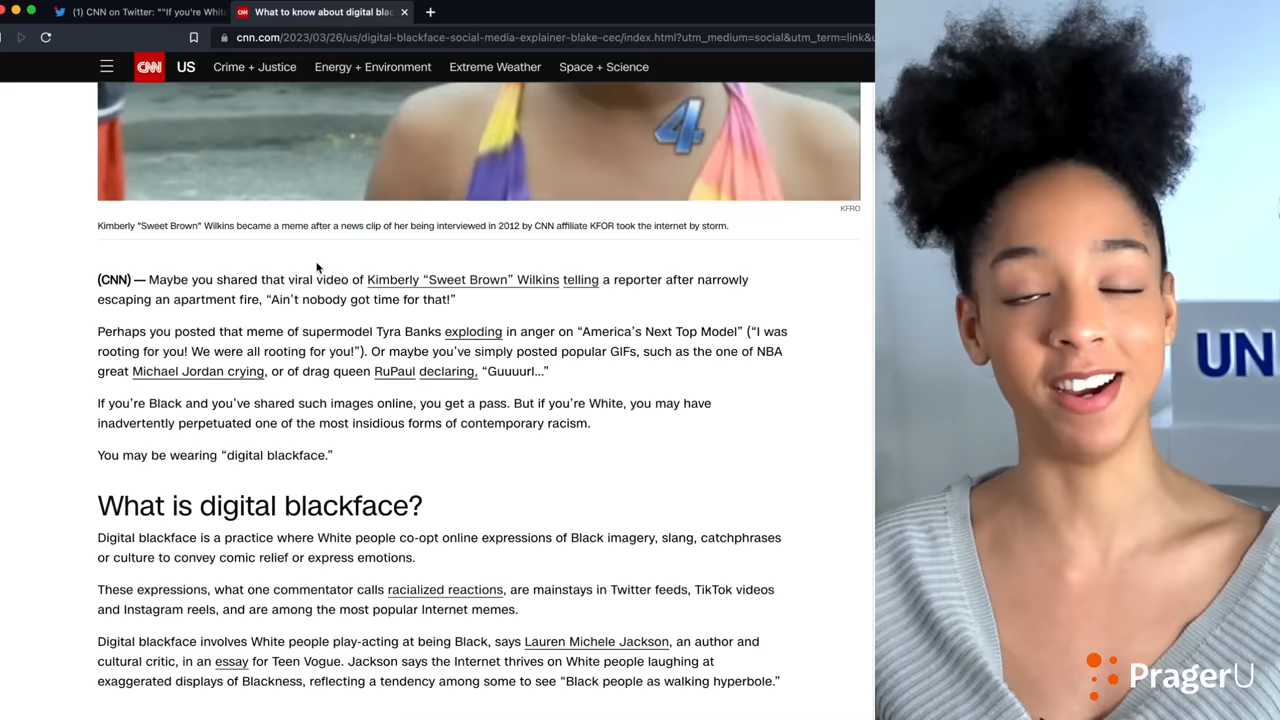 (1) CNN on Twitter: ""If you're Whit
CNN What to know about digital blac
cnn.com/2023/03/26/us/digital-blackface-social-media-explainer-blake-cec/index.html?utm_medium=social&utm_term=link&u
CNN US Crime + Justice Energy + Environment Extreme Weather Space + Science
4
KFRO
Kimberly "Sweet Brown" Wilkins became a meme after a news clip of her being interviewed in 2012 by CNN affiliate KFOR took the internet by storm.
(CNN) — Maybe you shared that viral video of Kimberly “Sweet Brown” Wilkins telling a reporter after narrowly
escaping an apartment fire, “Ain’t nobody got time for that!”
Perhaps you posted that meme of supermodel Tyra Banks exploding in anger on “America’s Next Top Model” (“I was
rooting for you! We were all rooting for you!”). Or maybe you’ve simply posted popular GIFs, such as the one of NBA
great Michael Jordan crying, or of drag queen RuPaul declaring, “Guuuurl...”
If you’re Black and you’ve shared such images online, you get a pass. But if you’re White, you may have
inadvertently perpetuated one of the most insidious forms of contemporary racism.
You may be wearing “digital blackface.”
What is digital blackface?
Digital blackface is a practice where White people co-opt online expressions of Black imagery, slang, catchphrases
or culture to convey comic relief or express emotions.
These expressions, what one commentator calls racialized reactions, are mainstays in Twitter feeds, TikTok videos
and Instagram reels, and are among the most popular Internet memes.
Digital blackface involves White people play-acting at being Black, says Lauren Michele Jackson, an author and
cultural critic, in an essay for Teen Vogue. Jackson says the Internet thrives on White people laughing at
exaggerated displays of Blackness, reflecting a tendency among some to see “Black people as walking hyperbole.”
UN
PragerU